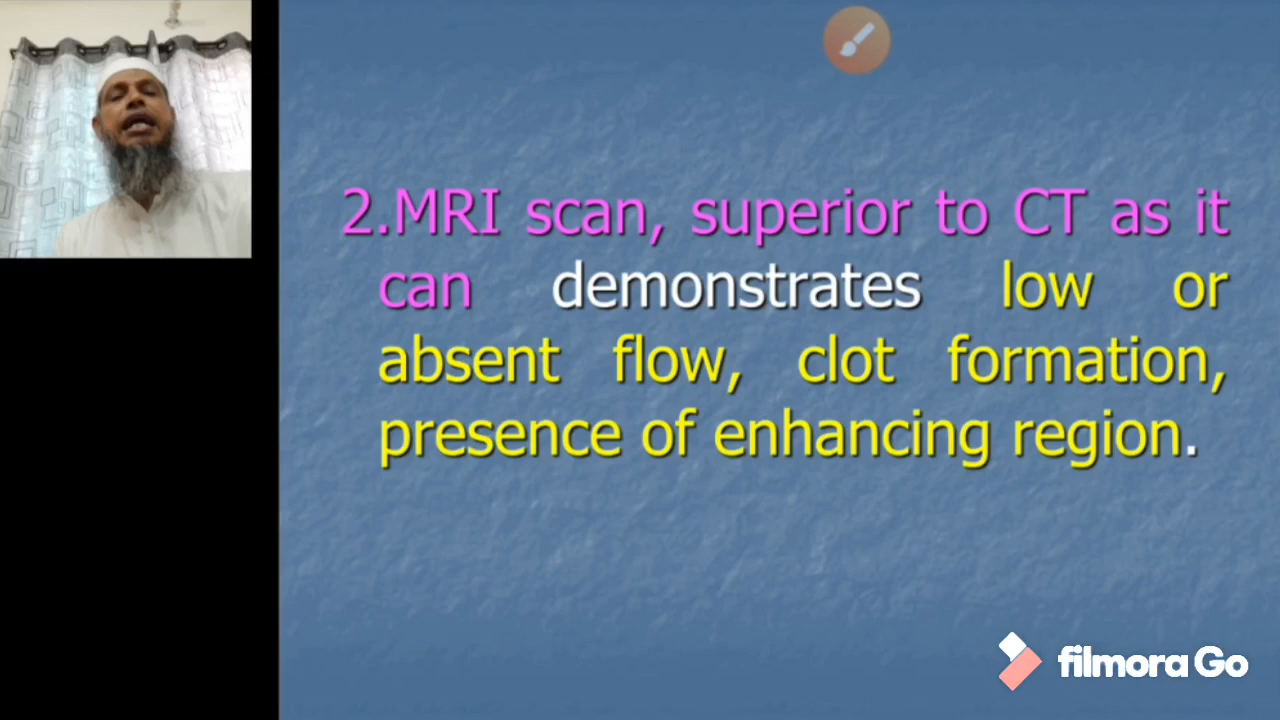 2.MRI scan, superior to CT as it
can demonstrates low or
absent flow, clot formation,
presence of enhancing region.
filmora Go